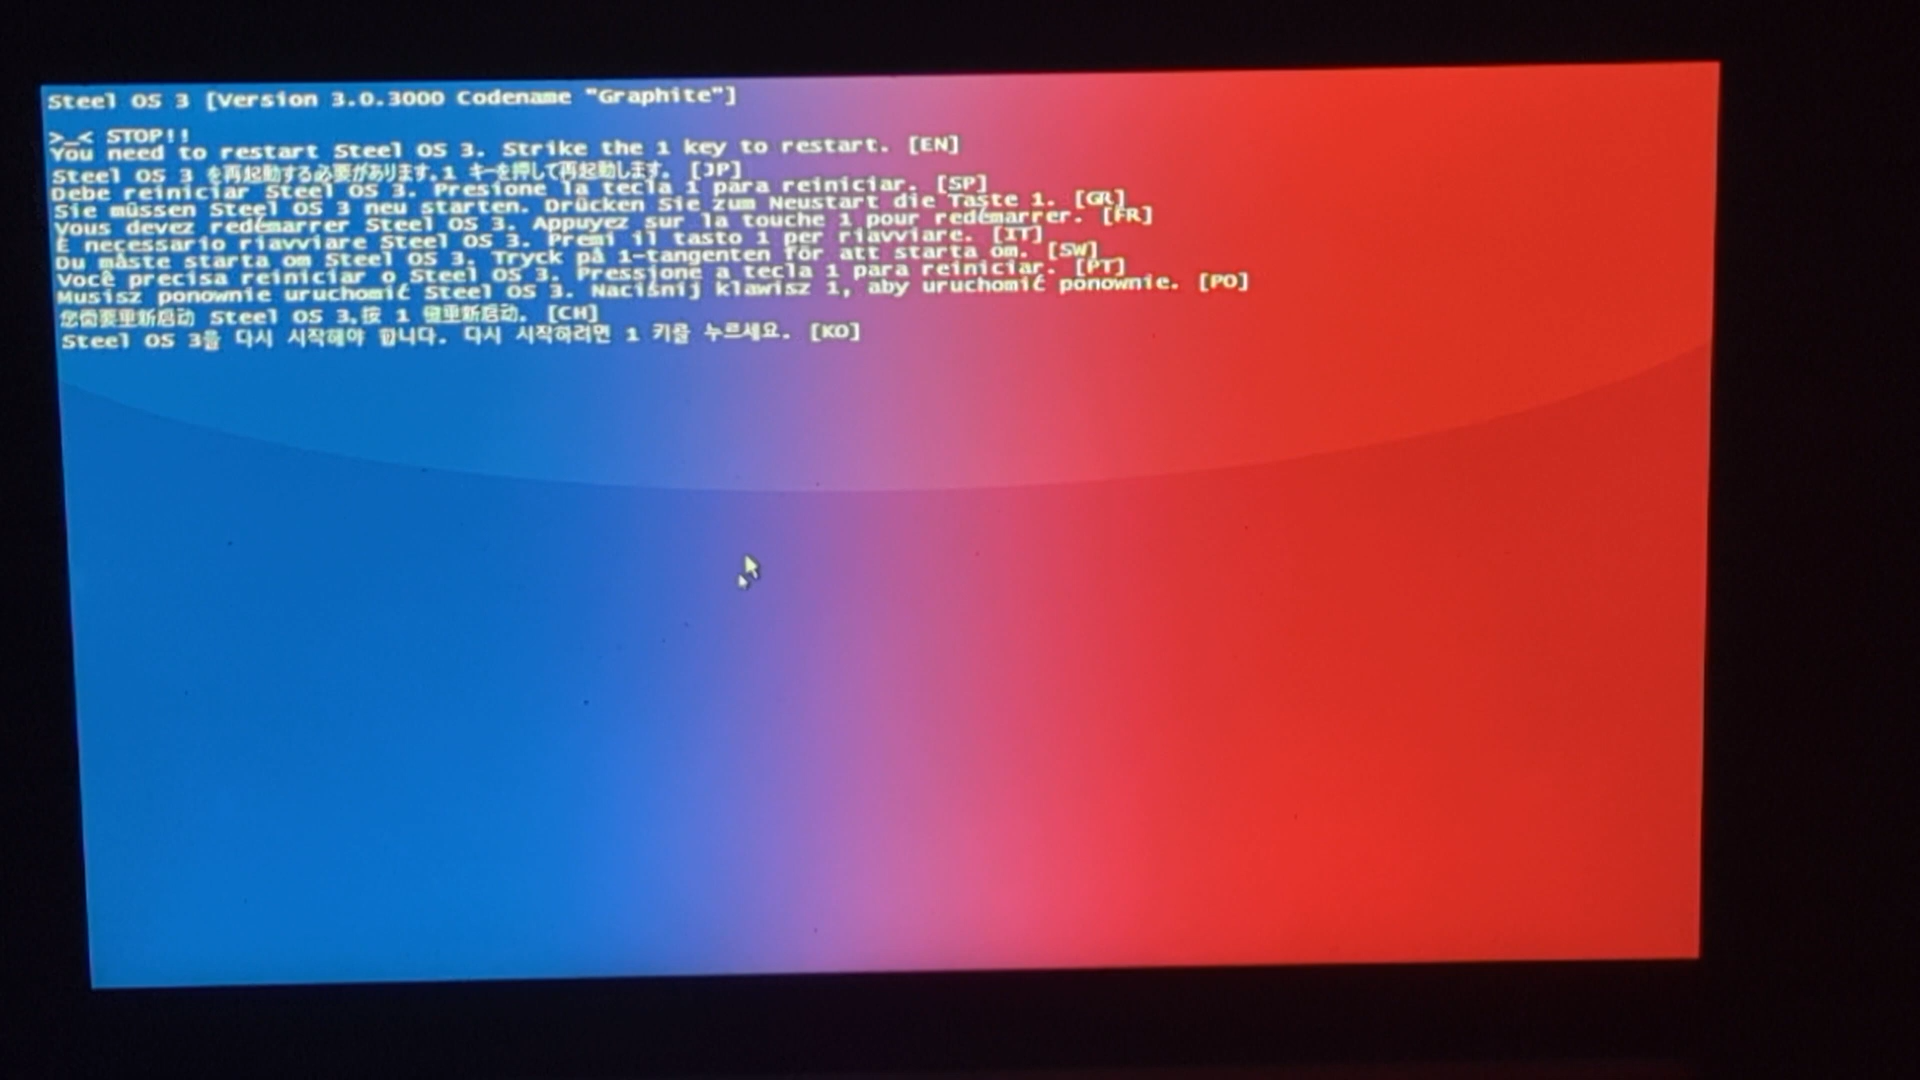 Steel OS 3 [Version 3.0.3000 Codename "Graphite"]
>_< STOP!!
You need to restart Steel OS 3. Strike the 1 key to restart. [EN]
Steel OS 3 を再起動する必要があります。1 キーを押して再起動します。 [JP]
Debe reiniciar Steel OS 3. Presione la tecla 1 para reiniciar. [SP]
Sie müssen Steel OS 3 neu starten. Drücken Sie zum Neustart die Taste 1. [GR]
Vous devez redémarrer Steel OS 3. Appuyez sur la touche 1 pour redémarrer. [FR]
È necessario riavviare Steel OS 3. Premi il tasto 1 per riavviare. [IT]
Du måste starta om Steel OS 3. Tryck på 1-tangenten för att starta om. [SW]
Você precisa reiniciar o Steel OS 3. Pressione a tecla 1 para reiniciar. [PT]
Musisz ponownie uruchomić Steel OS 3. Naciśnij klawisz 1, aby uruchomić ponownie. [PO]
您需要重新启动 Steel OS 3。按 1 键重新启动。 [CH]
Steel OS 3을 다시 시작해야 합니다. 다시 시작하려면 1 키를 누르세요. [KO]